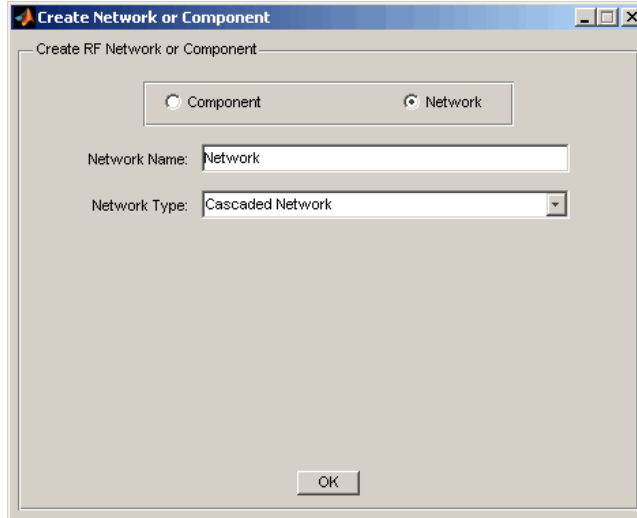 Create Network or Component
Create RF Network or Component
Component Network
Network Name: Network
Network Type: Cascaded Network
OK